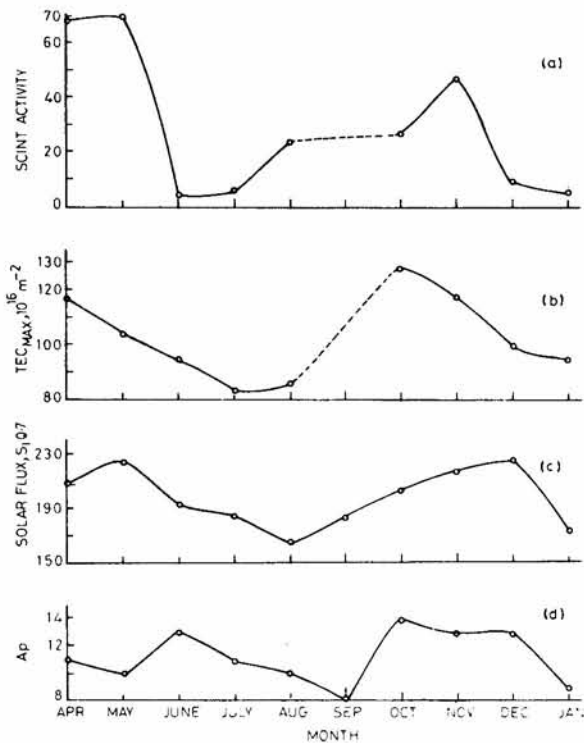 70
60
40
20
0
SCINT ACTIVITY
(a)
130
120
100
80
TEC MAX, 10^16 m^-2
(b)
230
190
150
SOLAR FLUX, S10·7
(c)
14
12
8
Ap
(d)
APR MAY JUNE JULY AUG SEP OCT NOV DEC JAN
MONTH